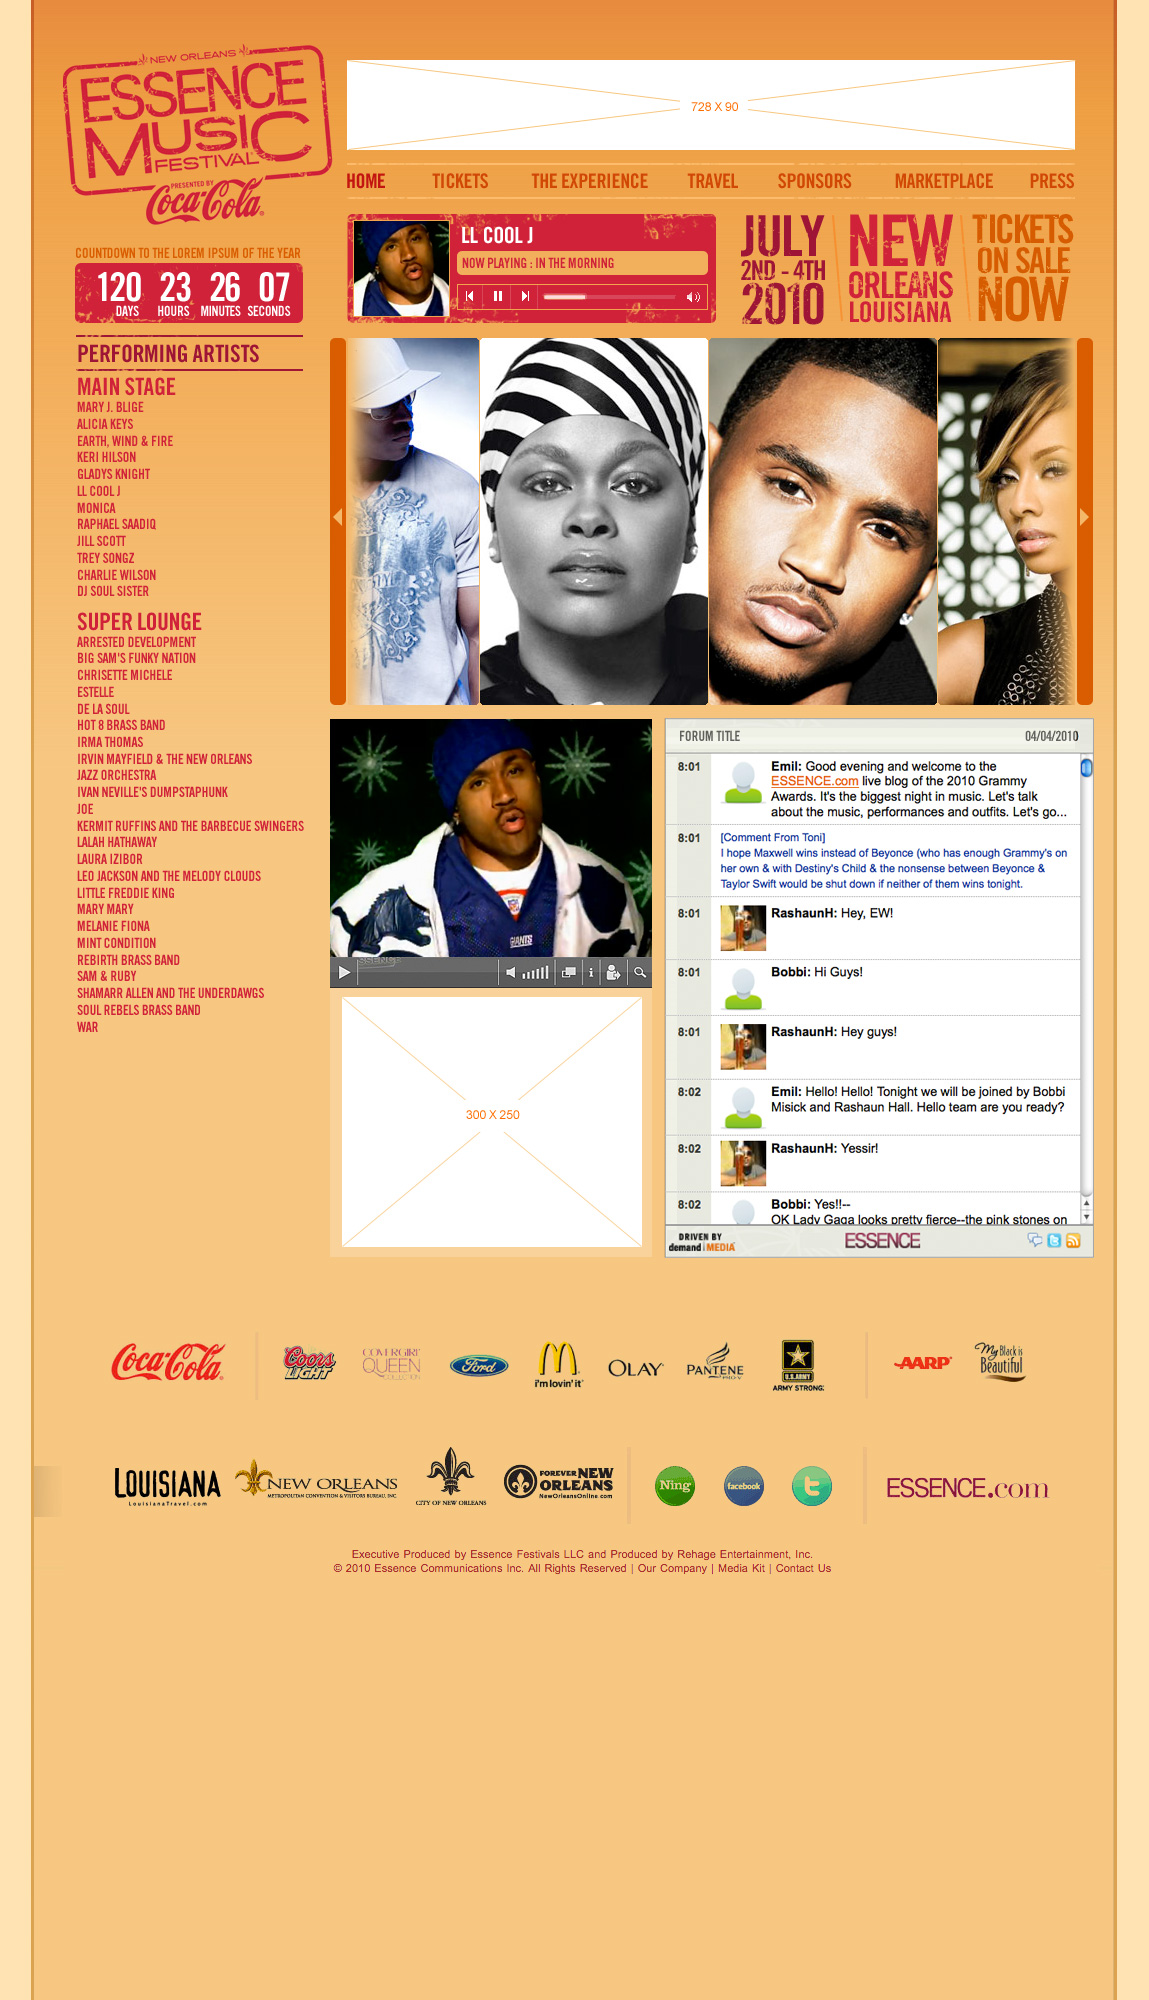 NEW ORLEANS
ESSENCE
MUSIC
FESTIVAL
PRESENTED BY
Coca-Cola
728 X 90
HOME TICKETS THE EXPERIENCE TRAVEL SPONSORS MARKETPLACE PRESS
COUNTDOWN TO THE LOREM IPSUM OF THE YEAR
120 23 26 07
DAYS HOURS MINUTES SECONDS
LL COOL J
NOW PLAYING : IN THE MORNING
JULY
2ND - 4TH
2010
NEW
ORLEANS
LOUISIANA
TICKETS
ON SALE
NOW
PERFORMING ARTISTS
MAIN STAGE
MARY J. BLIGE
ALICIA KEYS
EARTH, WIND & FIRE
KERI HILSON
GLADYS KNIGHT
LL COOL J
MONICA
RAPHAEL SAADIQ
JILL SCOTT
TREY SONGZ
CHARLIE WILSON
DJ SOUL SISTER
SUPER LOUNGE
ARRESTED DEVELOPMENT
BIG SAM'S FUNKY NATION
CHRISETTE MICHELE
ESTELLE
DE LA SOUL
HOT 8 BRASS BAND
IRMA THOMAS
IRVIN MAYFIELD & THE NEW ORLEANS
JAZZ ORCHESTRA
IVAN NEVILLE'S DUMPSTAPHUNK
JOE
KERMIT RUFFINS AND THE BARBECUE SWINGERS
LALAH HATHAWAY
LAURA IZIBOR
LEO JACKSON AND THE MELODY CLOUDS
LITTLE FREDDIE KING
MARY MARY
MELANIE FIONA
MINT CONDITION
REBIRTH BRASS BAND
SAM & RUBY
SHAMARR ALLEN AND THE UNDERDAWGS
SOUL REBELS BRASS BAND
WAR
GIANTS
300 X 250
FORUM TITLE 04/04/2010
8:01 Emil: Good evening and welcome to the
ESSENCE.com live blog of the 2010 Grammy
Awards. It's the biggest night in music. Let's talk
about the music, performances and outfits. Let's go...
8:01 [Comment From Toni]
I hope Maxwell wins instead of Beyonce (who has enough Grammy's on
her own & with Destiny's Child & the nonsense between Beyonce &
Taylor Swift would be shut down if neither of them wins tonight.
8:01 RashaunH: Hey, EW!
8:01 Bobbi: Hi Guys!
8:01 RashaunH: Hey guys!
8:02 Emil: Hello! Hello! Tonight we will be joined by Bobbi
Misick and Rashaun Hall. Hello team are you ready?
8:02 RashaunH: Yessir!
8:02 Bobbi: Yes!!--
OK Lady Gaga looks pretty fierce--the pink stones on
DRIVEN BY
demand MEDIA
ESSENCE
Coca-Cola
Coors
LIGHT
COVERGIRL
QUEEN
COLLECTION
Ford
i'm lovin' it
OLAY
PANTENE
PRO-V
U.S. ARMY
ARMY STRONG
AARP
My Black is
Beautiful
LOUISIANA
LouisianaTravel.com
NEW ORLEANS
METROPOLITAN CONVENTION & VISITORS BUREAU, INC.
CITY OF NEW ORLEANS
FOREVER NEW
ORLEANS
NewOrleansOnline.com
Ning
facebook
t
ESSENCE.com
Executive Produced by Essence Festivals LLC and Produced by Rehage Entertainment, Inc.
© 2010 Essence Communications Inc. All Rights Reserved | Our Company | Media Kit | Contact Us